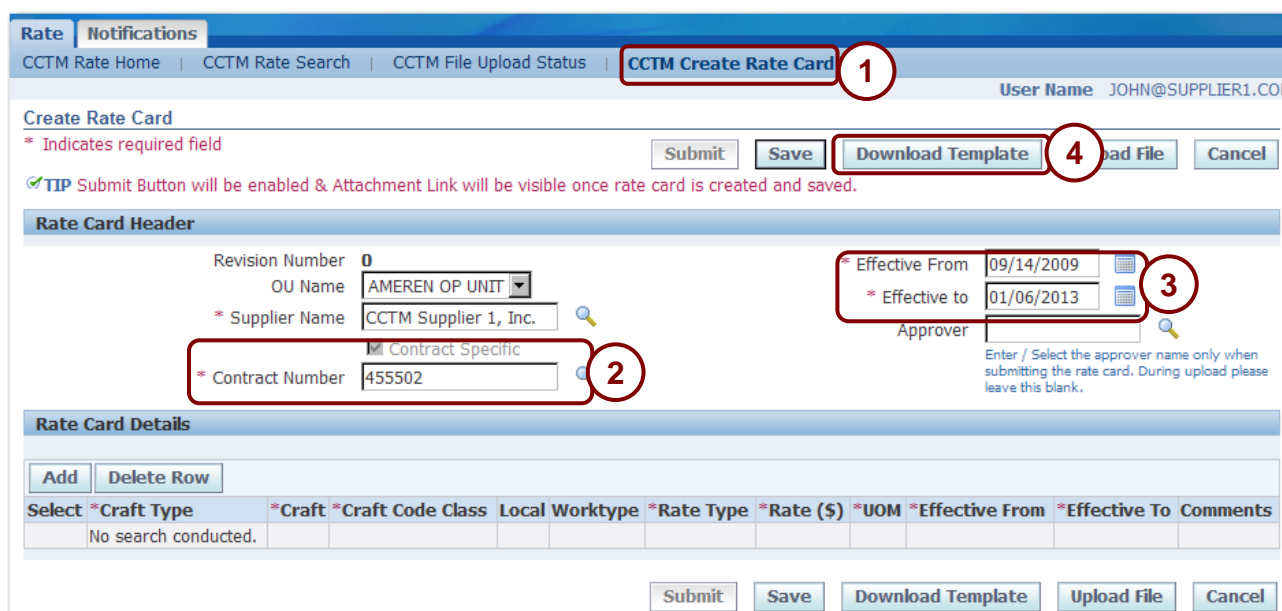 Rate Notifications
CCTM Rate Home | CCTM Rate Search | CCTM File Upload Status | CCTM Create Rate Card 1
User Name JOHN@SUPPLIER1.CO
Create Rate Card
* Indicates required field
Submit Save Download Template 4 oad File Cancel
TIP Submit Button will be enabled & Attachment Link will be visible once rate card is created and saved.
Rate Card Header
Revision Number 0
OU Name AMEREN OP UNIT
* Supplier Name CCTM Supplier 1, Inc.
Contract Specific
* Contract Number 455502 2
* Effective From 09/14/2009
* Effective to 01/06/2013 3
Approver
Enter / Select the approver name only when
submitting the rate card. During upload please
leave this blank.
Rate Card Details
Add Delete Row
Select *Craft Type *Craft *Craft Code Class Local Worktype *Rate Type *Rate ($) *UOM *Effective From *Effective To Comments
No search conducted.
Submit Save Download Template Upload File Cancel